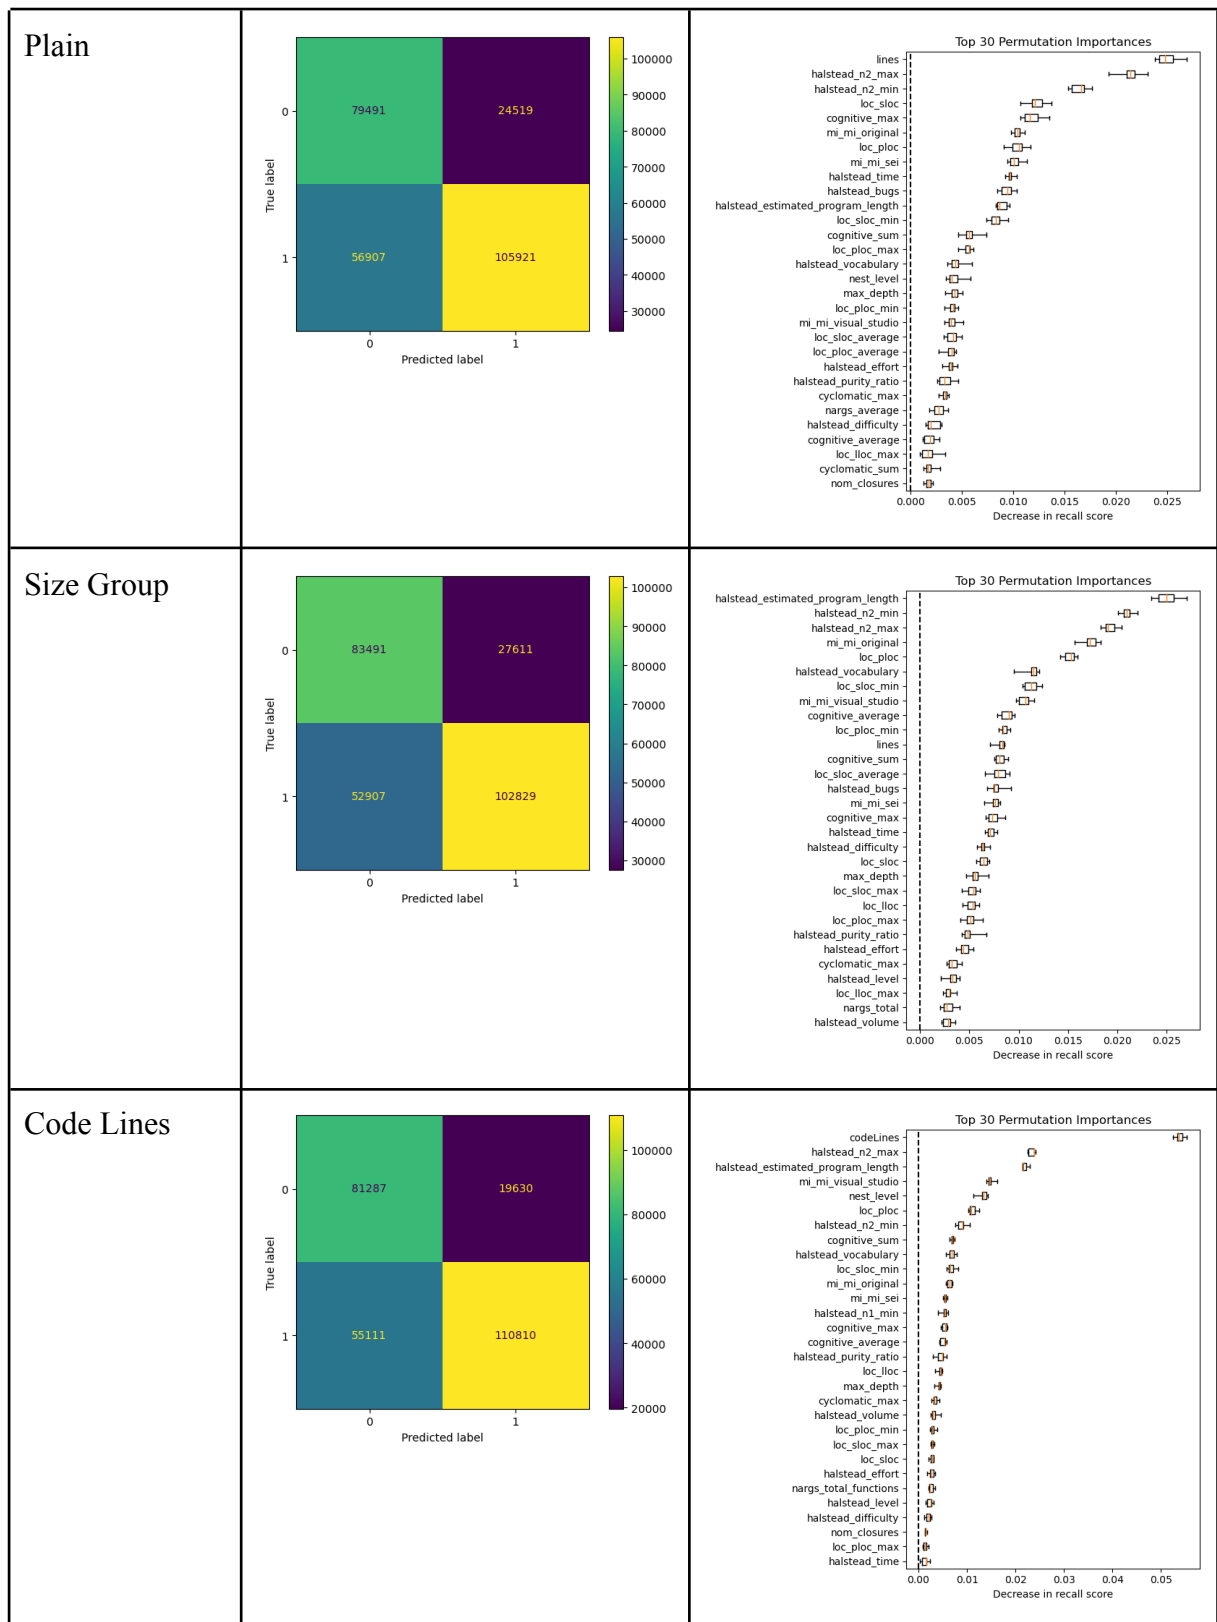 Plain
79491
24519
56907
105921
0
1
True label
0
1
Predicted label
100000
90000
80000
70000
60000
50000
40000
30000
Top 30 Permutation Importances
lines
halstead_n2_max
halstead_n2_min
loc_sloc
cognitive_max
mi_mi_original
loc_ploc
mi_mi_sei
halstead_time
halstead_bugs
halstead_estimated_program_length
loc_sloc_min
cognitive_sum
loc_ploc_max
halstead_vocabulary
nest_level
max_depth
loc_ploc_min
mi_mi_visual_studio
loc_sloc_average
loc_ploc_average
halstead_effort
halstead_purity_ratio
cyclomatic_max
nargs_average
halstead_difficulty
cognitive_average
loc_lloc_max
cyclomatic_sum
nom_closures
0.000 0.005 0.010 0.015 0.020 0.025
Decrease in recall score
Size Group
83491
27611
52907
102829
0
1
True label
0
1
Predicted label
100000
90000
80000
70000
60000
50000
40000
30000
Top 30 Permutation Importances
halstead_estimated_program_length
halstead_n2_min
halstead_n2_max
mi_mi_original
loc_ploc
halstead_vocabulary
loc_sloc_min
mi_mi_visual_studio
cognitive_average
loc_ploc_min
lines
cognitive_sum
loc_sloc_average
halstead_bugs
mi_mi_sei
cognitive_max
halstead_time
halstead_difficulty
loc_sloc
max_depth
loc_sloc_max
loc_lloc
loc_ploc_max
halstead_purity_ratio
halstead_effort
cyclomatic_max
halstead_level
loc_lloc_max
nargs_total
halstead_volume
0.000 0.005 0.010 0.015 0.020 0.025
Decrease in recall score
Code Lines
81287
19630
55111
110810
0
1
True label
0
1
Predicted label
100000
80000
60000
40000
20000
Top 30 Permutation Importances
codeLines
halstead_n2_max
halstead_estimated_program_length
mi_mi_visual_studio
nest_level
loc_ploc
halstead_n2_min
cognitive_sum
halstead_vocabulary
loc_sloc_min
mi_mi_original
mi_mi_sei
halstead_n1_min
cognitive_max
cognitive_average
halstead_purity_ratio
loc_lloc
max_depth
cyclomatic_max
halstead_volume
loc_ploc_min
loc_sloc_max
loc_sloc
halstead_effort
nargs_total_functions
halstead_level
halstead_difficulty
nom_closures
loc_ploc_max
halstead_time
0.00 0.01 0.02 0.03 0.04 0.05
Decrease in recall score